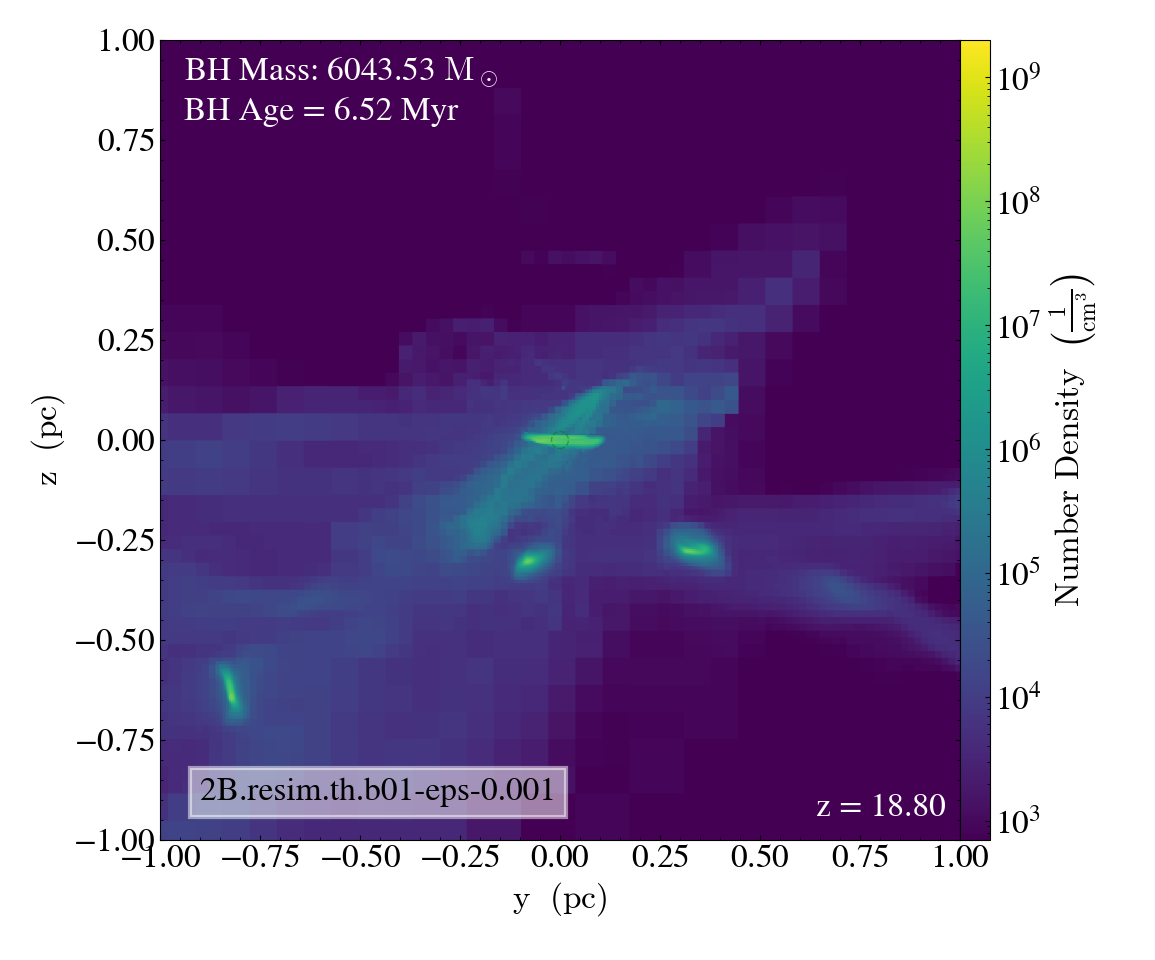 BH Mass: 6043.53 M⊙
BH Age = 6.52 Myr
1.00
0.75
0.50
0.25
0.00
−0.25
−0.50
−0.75
−1.00
z (pc)
2B.resim.th.b01-eps-0.001
z = 18.80
−1.00 −0.75 −0.50 −0.25 0.00 0.25 0.50 0.75 1.00
y (pc)
10⁹
10⁸
10⁷
10⁶
10⁵
10⁴
10³
Number Density (1/cm³)